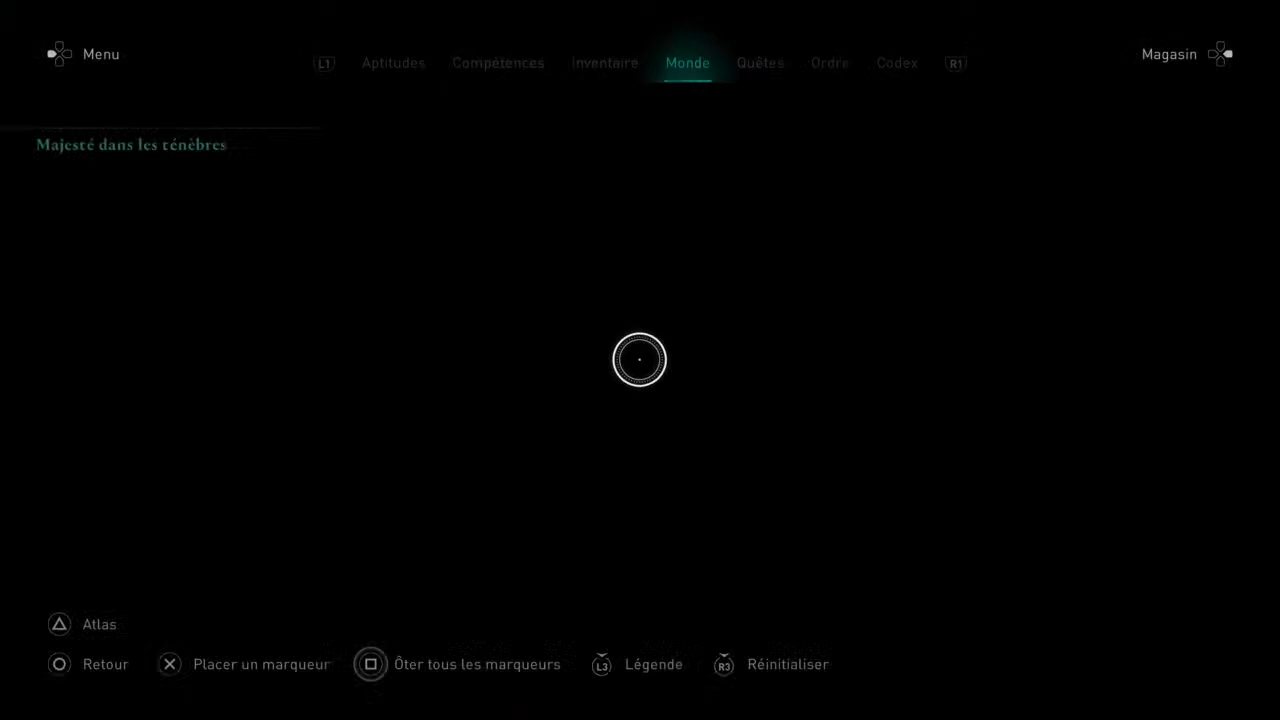 Menu
L1 Aptitudes Compétences Inventaire Monde Quêtes Ordre Codex R1
Magasin
Majesté dans les ténèbres
Atlas
Retour Placer un marqueur Ôter tous les marqueurs L3 Légende R3 Réinitialiser